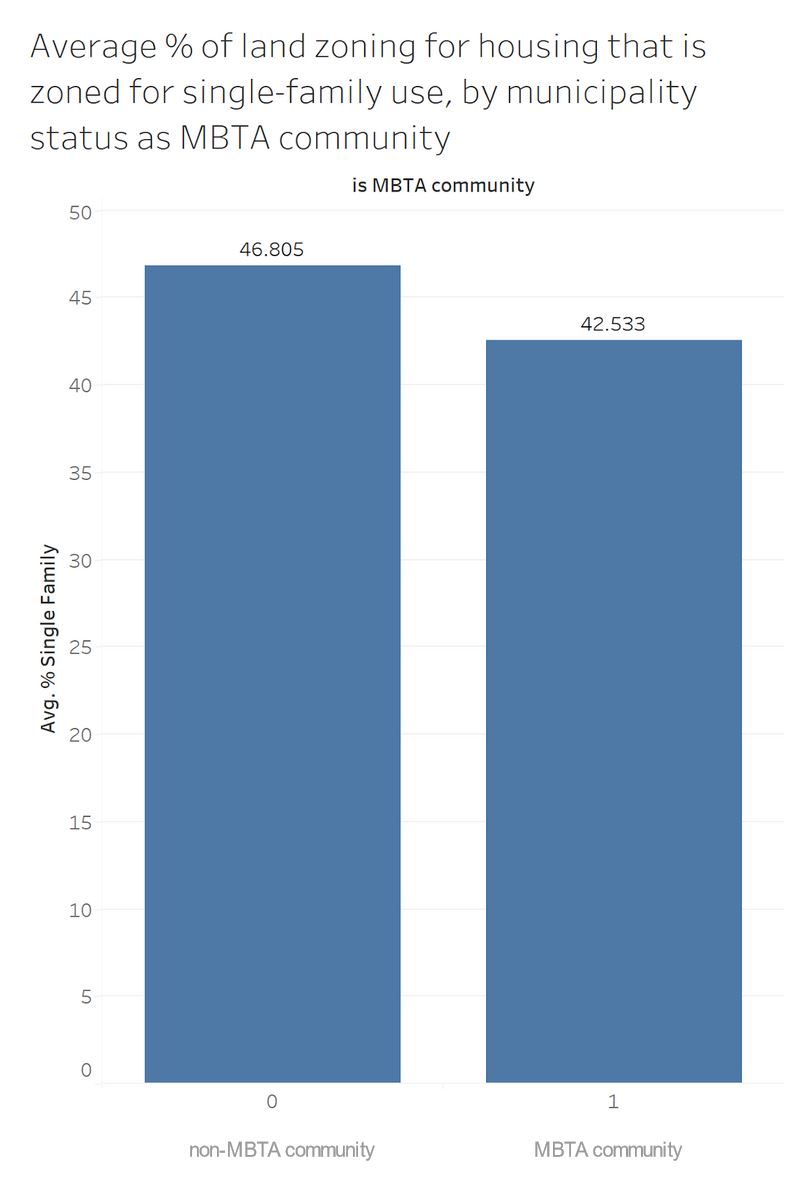 Average % of land zoning for housing that is
zoned for single-family use, by municipality
status as MBTA community
is MBTA community
50
46.805
45
42.533
40
35
30
25
20
15
10
5
0
Avg. % Single Family
0
1
non-MBTA community
MBTA community